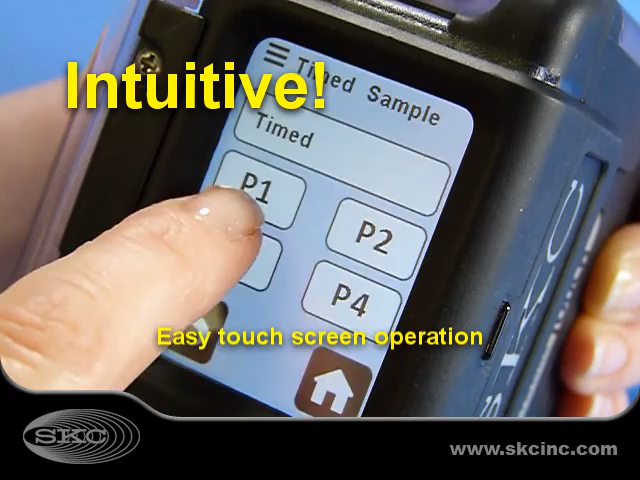 Intuitive!
Timed Sample
Timed
P1
P2
P4
Easy touch screen operation
SKC
www.skcinc.com